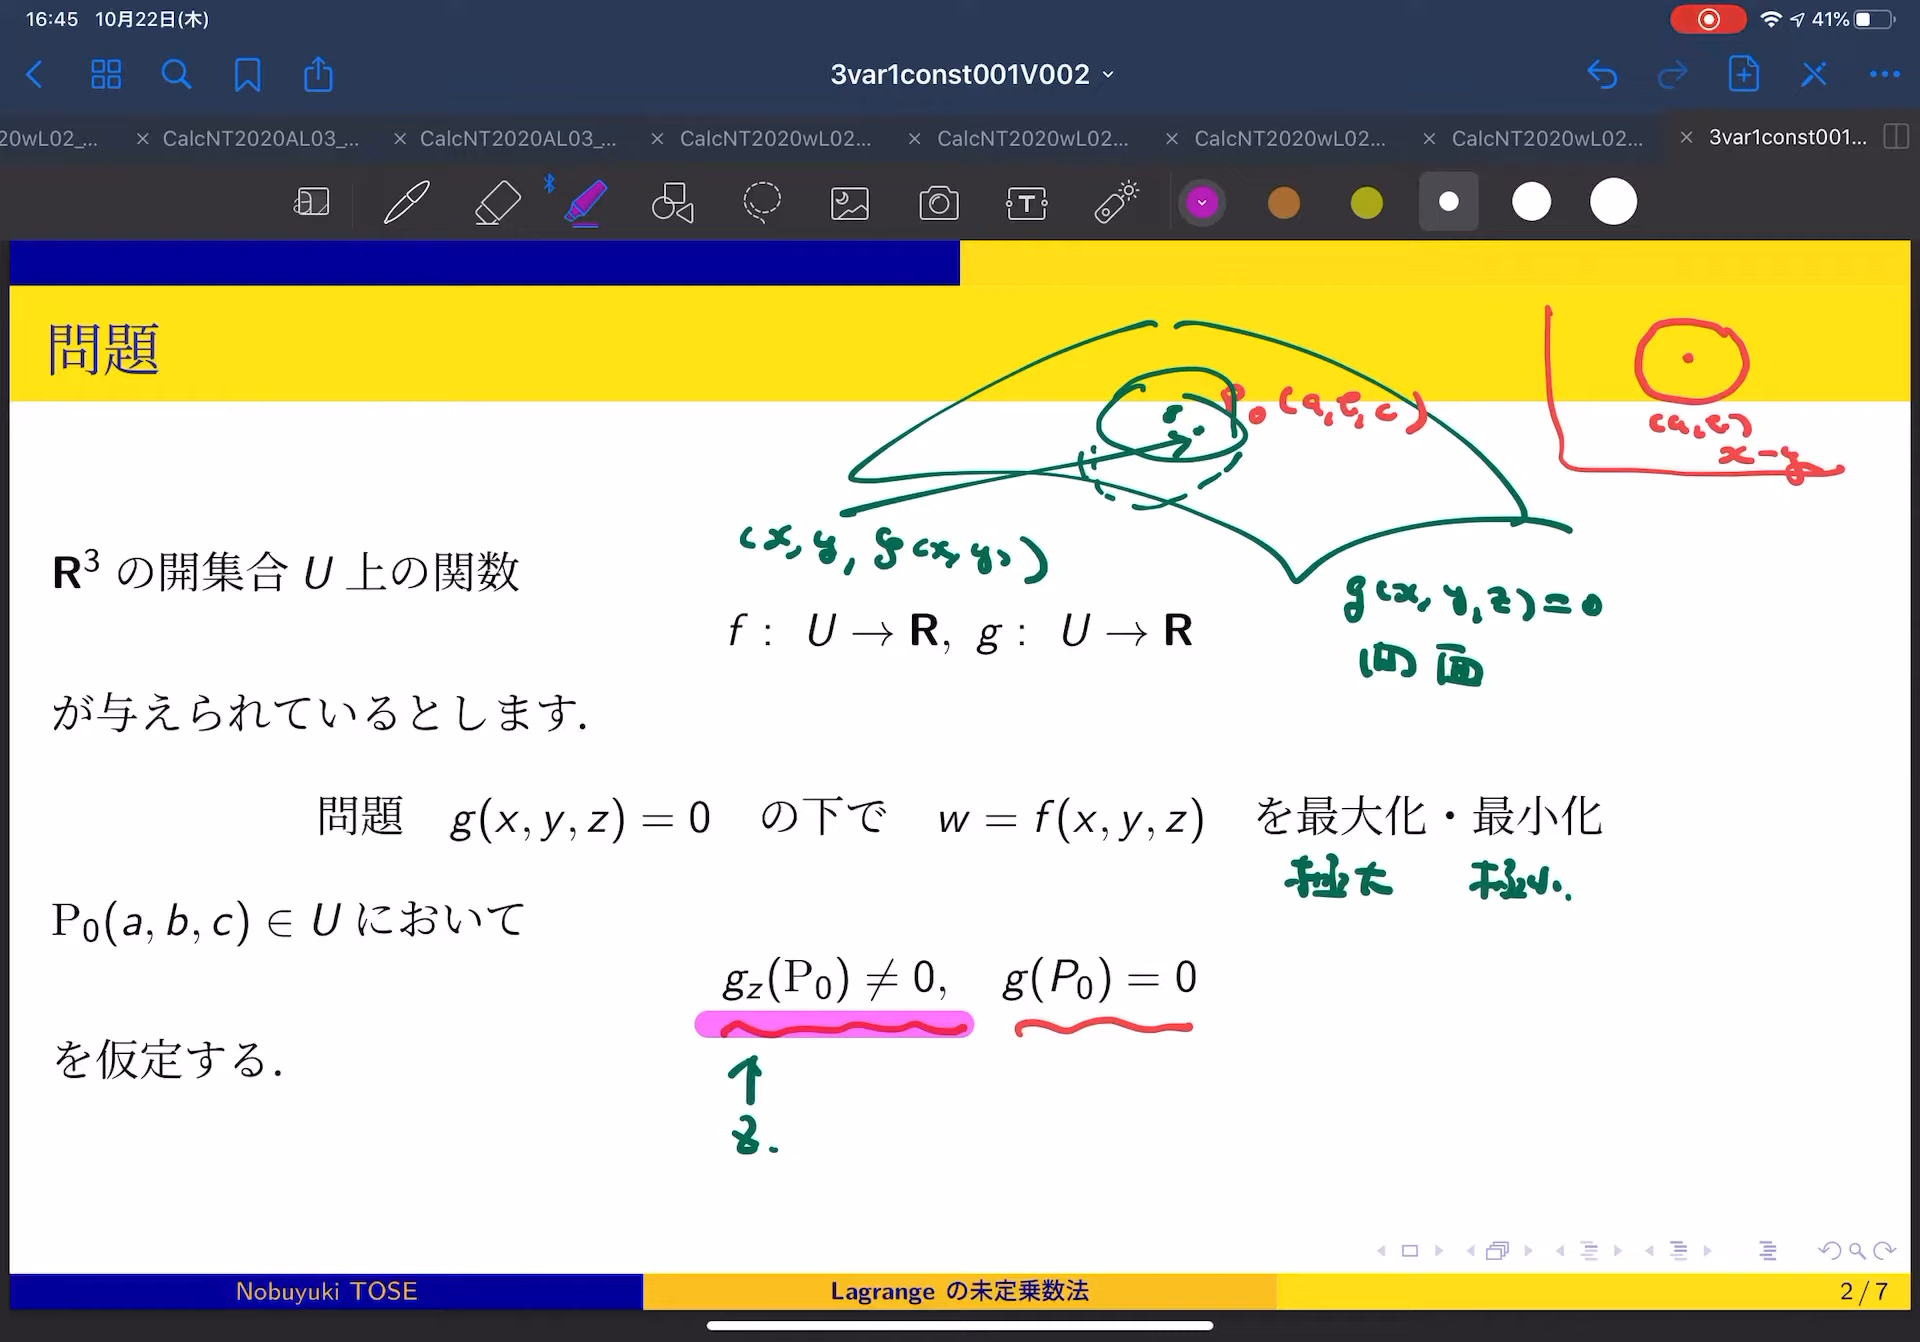 16:45 10月22日(木) 41%
3var1const001V002
20wL02_... × CalcNT2020AL03_... × CalcNT2020AL03_... × CalcNT2020wL02... × CalcNT2020wL02... × CalcNT2020wL02... × CalcNT2020wL02... × 3var1const001...
問題
P₀(a, b, c)
(a, b)
x-y
(x, y, φ(x, y))
g(x, y, z) = 0
R³ の開集合 U 上の関数
f : U → R, g : U → R
曲面
が与えられているとします.
問題 g(x, y, z) = 0 の下で w = f(x, y, z) を最大化・最小化
極大 極小.
P₀(a, b, c) ∈ U において
g_z(P₀) ≠ 0, g(P₀) = 0
を仮定する.
↑
z.
Nobuyuki TOSE Lagrange の未定乗数法 2 / 7